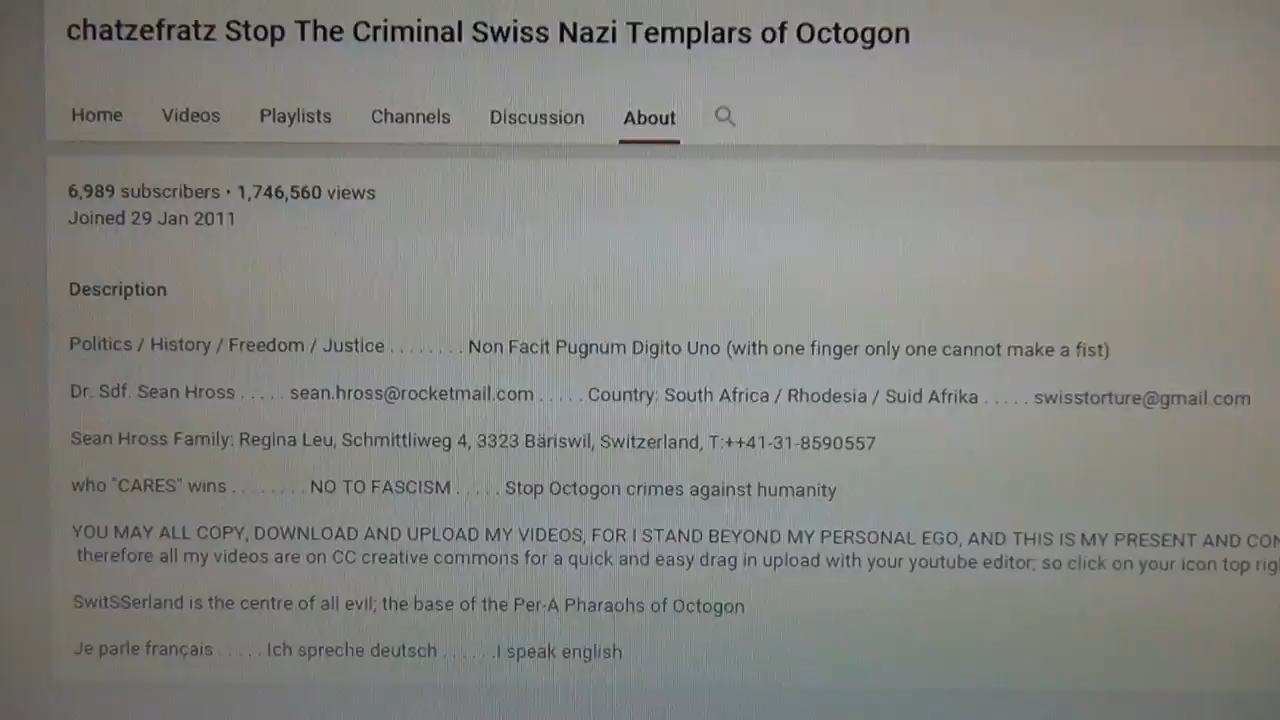 chatzefratz Stop The Criminal Swiss Nazi Templars of Octogon
Home Videos Playlists Channels Discussion About
6,989 subscribers • 1,746,560 views
Joined 29 Jan 2011
Description
Politics / History / Freedom / Justice . . . . . . . . Non Facit Pugnum Digito Uno (with one finger only one cannot make a fist)
Dr. Sdf. Sean Hross . . . . . sean.hross@rocketmail.com . . . . . Country: South Africa / Rhodesia / Suid Afrika . . . . . swisstorture@gmail.com
Sean Hross Family: Regina Leu, Schmittliweg 4, 3323 Bäriswil, Switzerland, T:++41-31-8590557
who "CARES" wins . . . . . . . . NO TO FASCISM . . . . . Stop Octogon crimes against humanity
YOU MAY ALL COPY, DOWNLOAD AND UPLOAD MY VIDEOS, FOR I STAND BEYOND MY PERSONAL EGO, AND THIS IS MY PRESENT AND CON
therefore all my videos are on CC creative commons for a quick and easy drag in upload with your youtube editor; so click on your icon top rig
SwitSSerland is the centre of all evil; the base of the Per-A Pharaohs of Octogon
Je parle français . . . . . Ich spreche deutsch . . . . . .I speak english